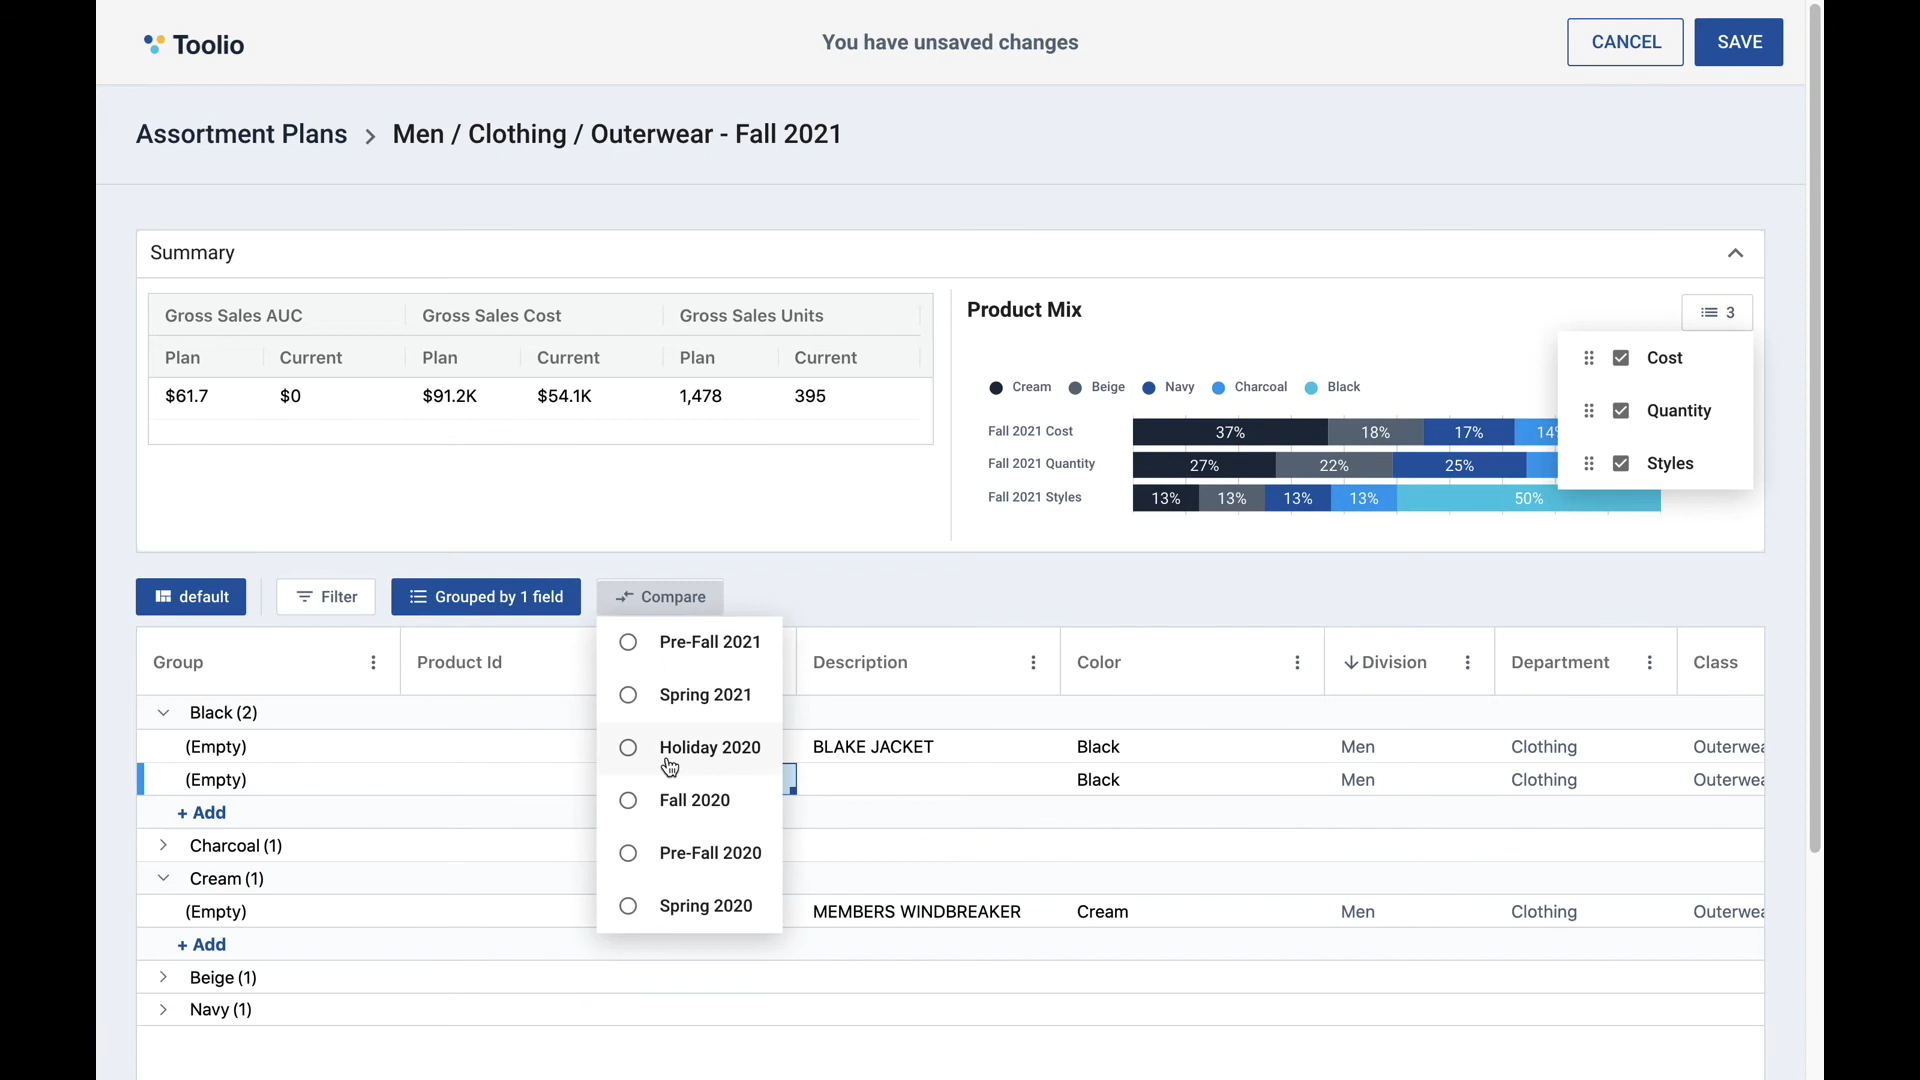 Toolio
You have unsaved changes
CANCEL
SAVE
Assortment Plans > Men / Clothing / Outerwear - Fall 2021
Summary
Gross Sales AUC Gross Sales Cost Gross Sales Units
Plan Current Plan Current Plan Current
$61.7 $0 $91.2K $54.1K 1,478 395
Product Mix
3
Cost
Quantity
Styles
Cream Beige Navy Charcoal Black
Fall 2021 Cost 37% 18% 17% 14%
Fall 2021 Quantity 27% 22% 25%
Fall 2021 Styles 13% 13% 13% 13% 50%
default Filter Grouped by 1 field Compare
Pre-Fall 2021
Spring 2021
Holiday 2020
Fall 2020
Pre-Fall 2020
Spring 2020
Group Product Id Description Color Division Department Class
Black (2)
(Empty) BLAKE JACKET Black Men Clothing Outerwea
(Empty) Black Men Clothing Outerwea
+ Add
Charcoal (1)
Cream (1)
(Empty) MEMBERS WINDBREAKER Cream Men Clothing Outerwea
+ Add
Beige (1)
Navy (1)